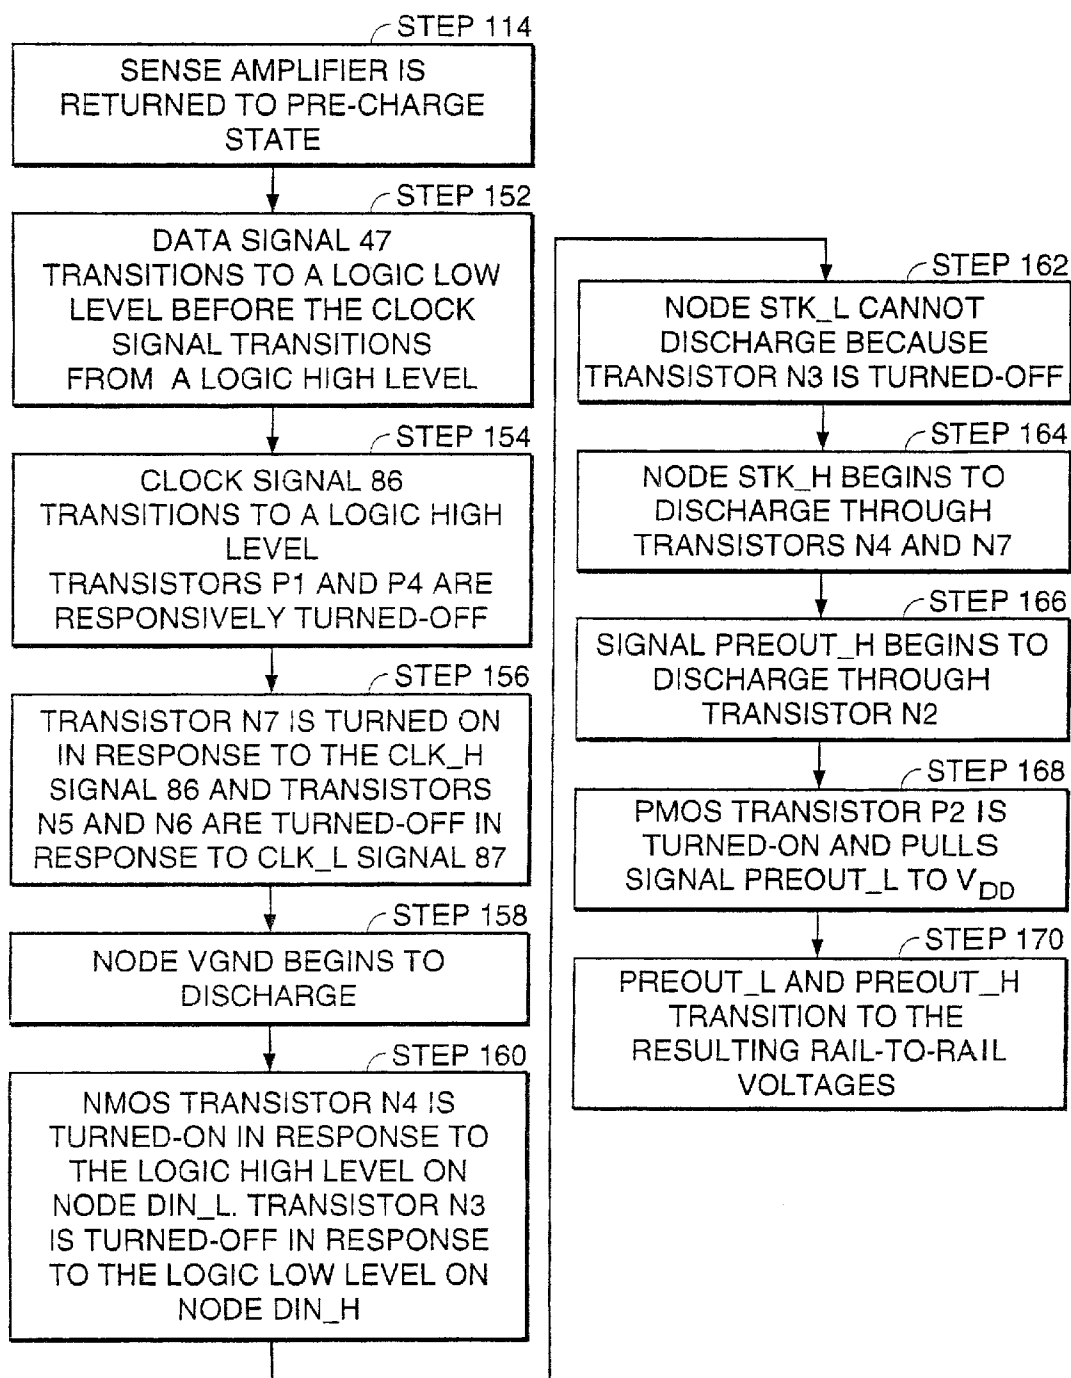 STEP 114
SENSE AMPLIFIER IS
RETURNED TO PRE-CHARGE
STATE
STEP 152
DATA SIGNAL 47
TRANSITIONS TO A LOGIC LOW
LEVEL BEFORE THE CLOCK
SIGNAL TRANSITIONS
FROM A LOGIC HIGH LEVEL
STEP 154
CLOCK SIGNAL 86
TRANSITIONS TO A LOGIC HIGH
LEVEL
TRANSISTORS P1 AND P4 ARE
RESPONSIVELY TURNED-OFF
STEP 156
TRANSISTOR N7 IS TURNED ON
IN RESPONSE TO THE CLK_H
SIGNAL 86 AND TRANSISTORS
N5 AND N6 ARE TURNED-OFF IN
RESPONSE TO CLK_L SIGNAL 87
STEP 158
NODE VGND BEGINS TO
DISCHARGE
STEP 160
NMOS TRANSISTOR N4 IS
TURNED-ON IN RESPONSE TO
THE LOGIC HIGH LEVEL ON
NODE DIN_L. TRANSISTOR N3
IS TURNED-OFF IN RESPONSE
TO THE LOGIC LOW LEVEL ON
NODE DIN_H
STEP 162
NODE STK_L CANNOT
DISCHARGE BECAUSE
TRANSISTOR N3 IS TURNED-OFF
STEP 164
NODE STK_H BEGINS TO
DISCHARGE THROUGH
TRANSISTORS N4 AND N7
STEP 166
SIGNAL PREOUT_H BEGINS TO
DISCHARGE THROUGH
TRANSISTOR N2
STEP 168
PMOS TRANSISTOR P2 IS
TURNED-ON AND PULLS
SIGNAL PREOUT_L TO VDD
STEP 170
PREOUT_L AND PREOUT_H
TRANSITION TO THE
RESULTING RAIL-TO-RAIL
VOLTAGES